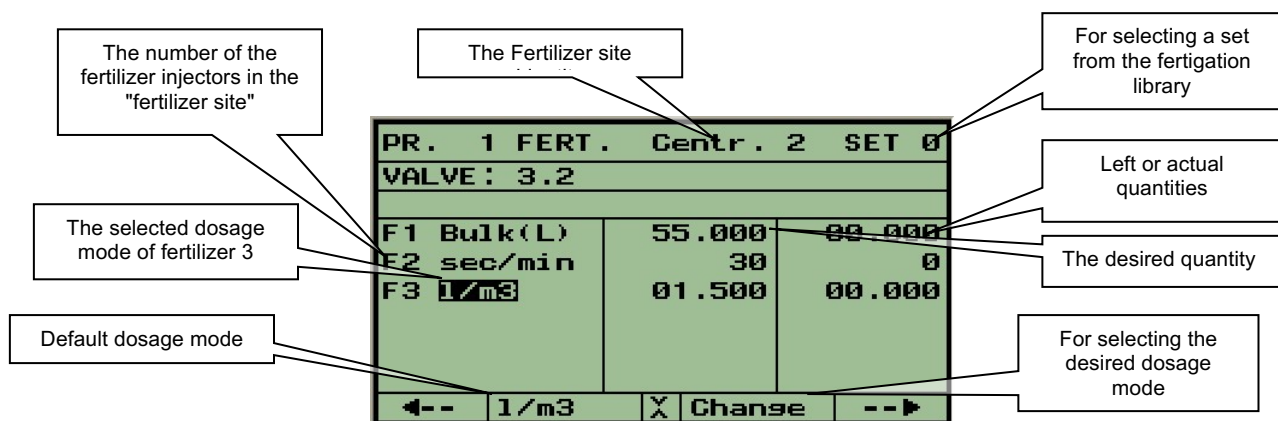 The number of the
fertilizer injectors in the
"fertilizer site"
The Fertilizer site
For selecting a set
from the fertigation
library
PR. 1 FERT. Centr. 2 SET 0
VALVE: 3.2
Left or actual
quantities
The selected dosage
mode of fertilizer 3
F1 Bulk(L) 55.000 00.000
F2 sec/min 30 0
F3 l/m3 01.500 00.000
The desired quantity
Default dosage mode
For selecting the
desired dosage
mode
◄-- l/m3 X Change --►